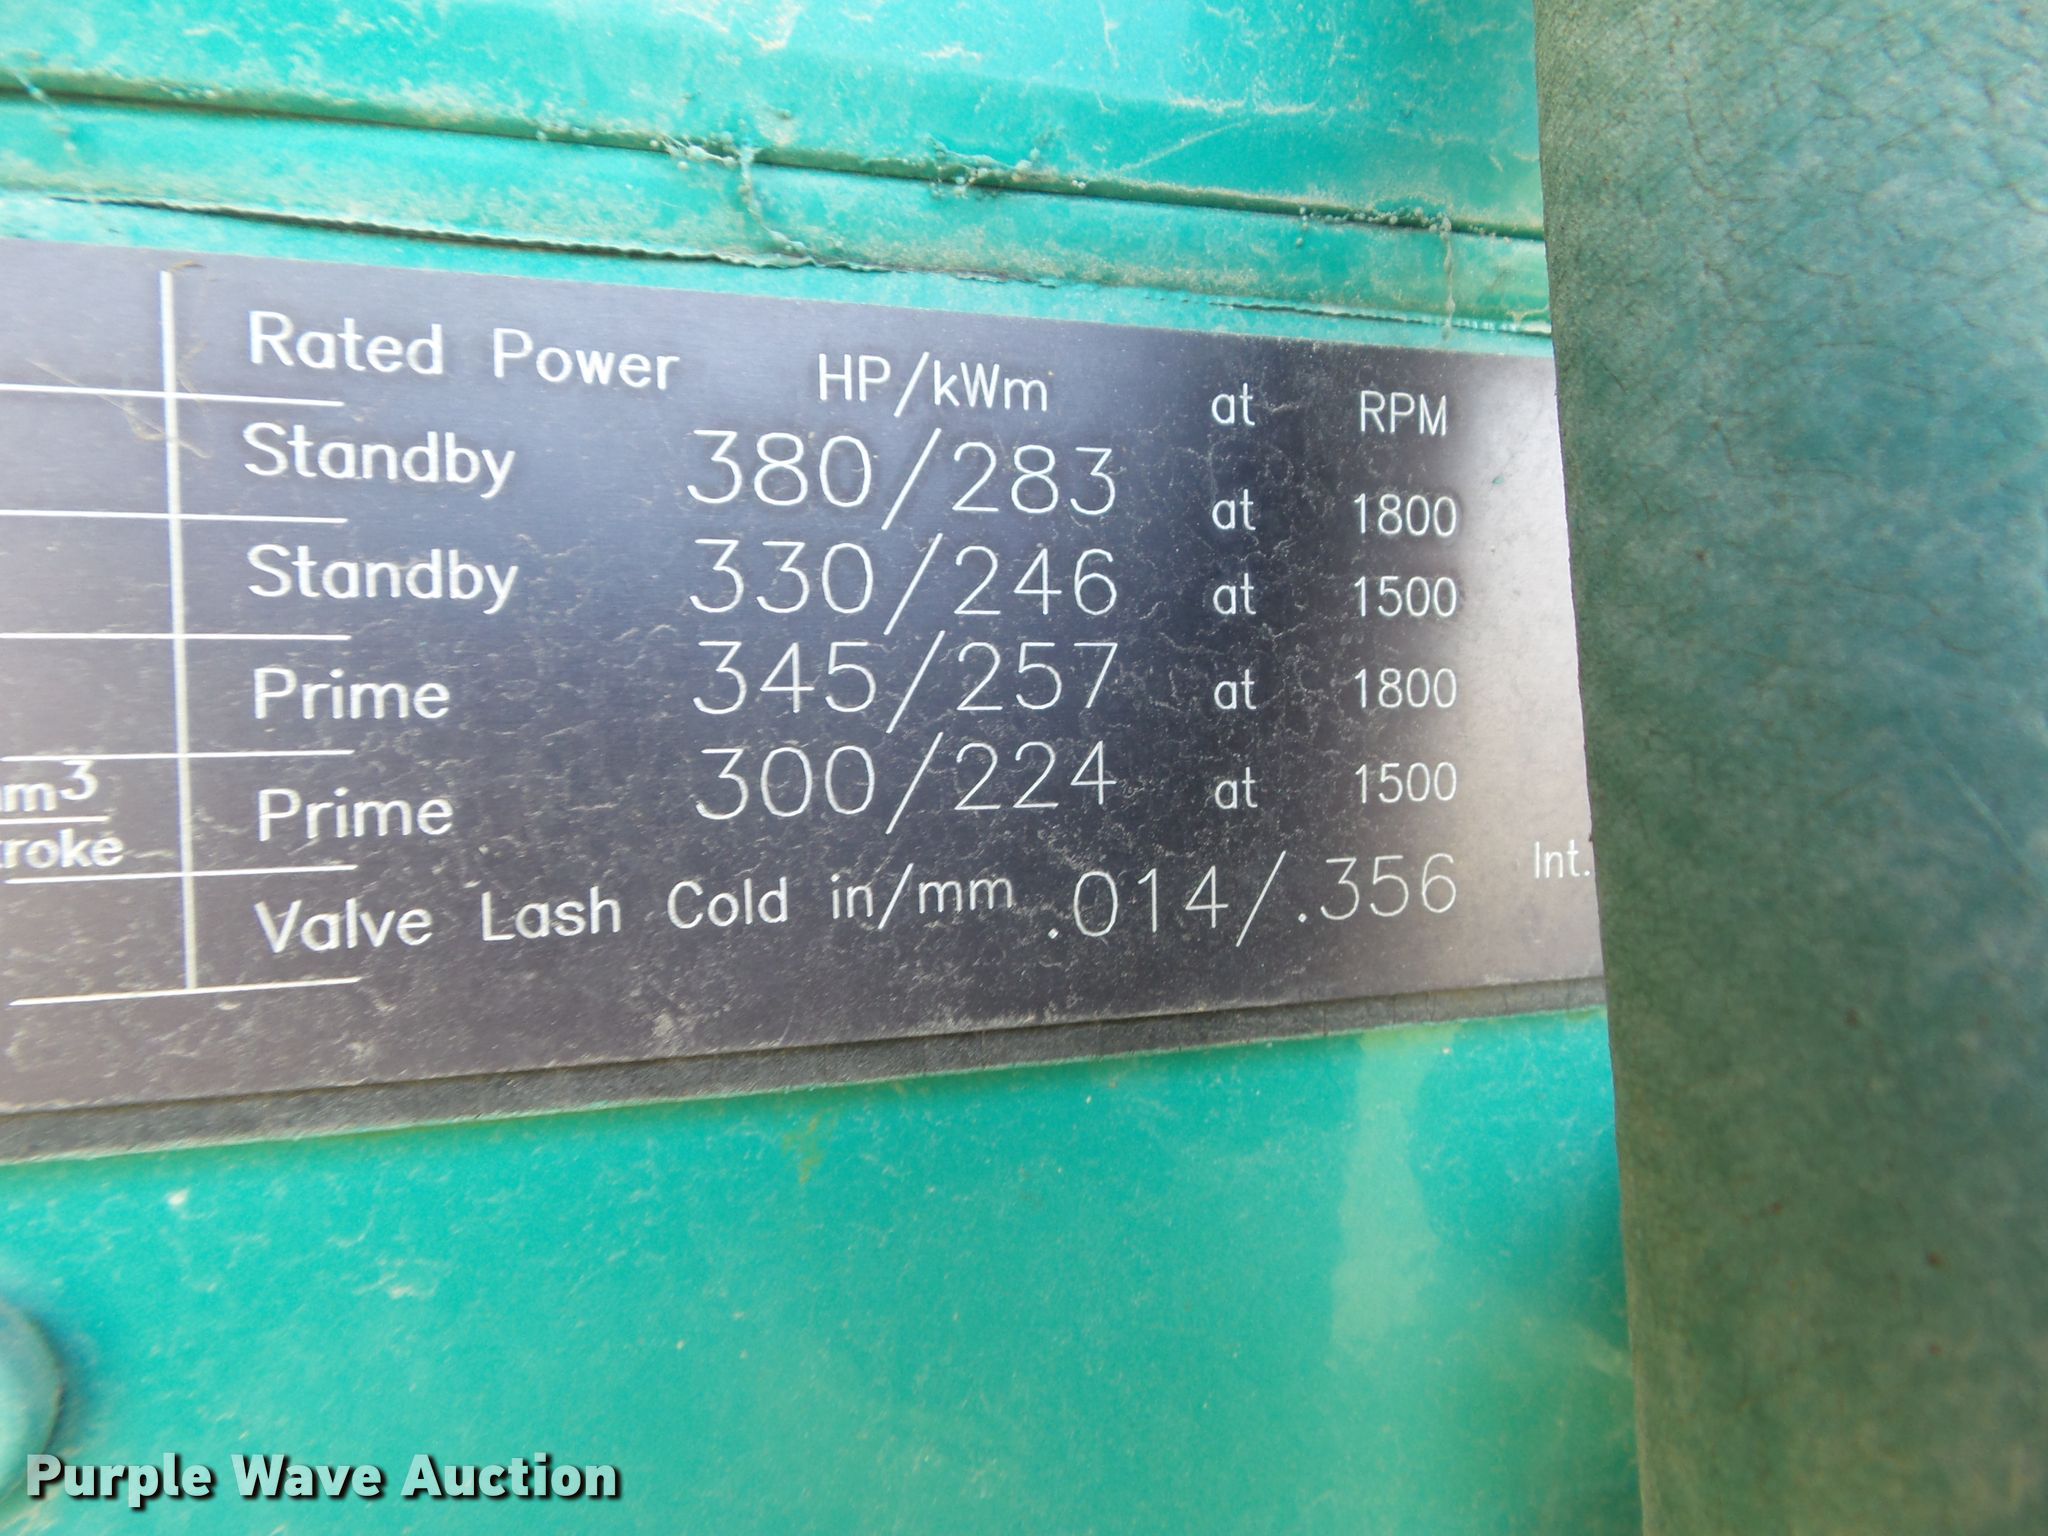 Rated Power HP/kWm at RPM
Standby 380/283 at 1800
Standby 330/246 at 1500
Prime 345/257 at 1800
Prime 300/224 at 1500
Valve Lash Cold in/mm .014/.356 Int.
m3
roke
Purple Wave Auction